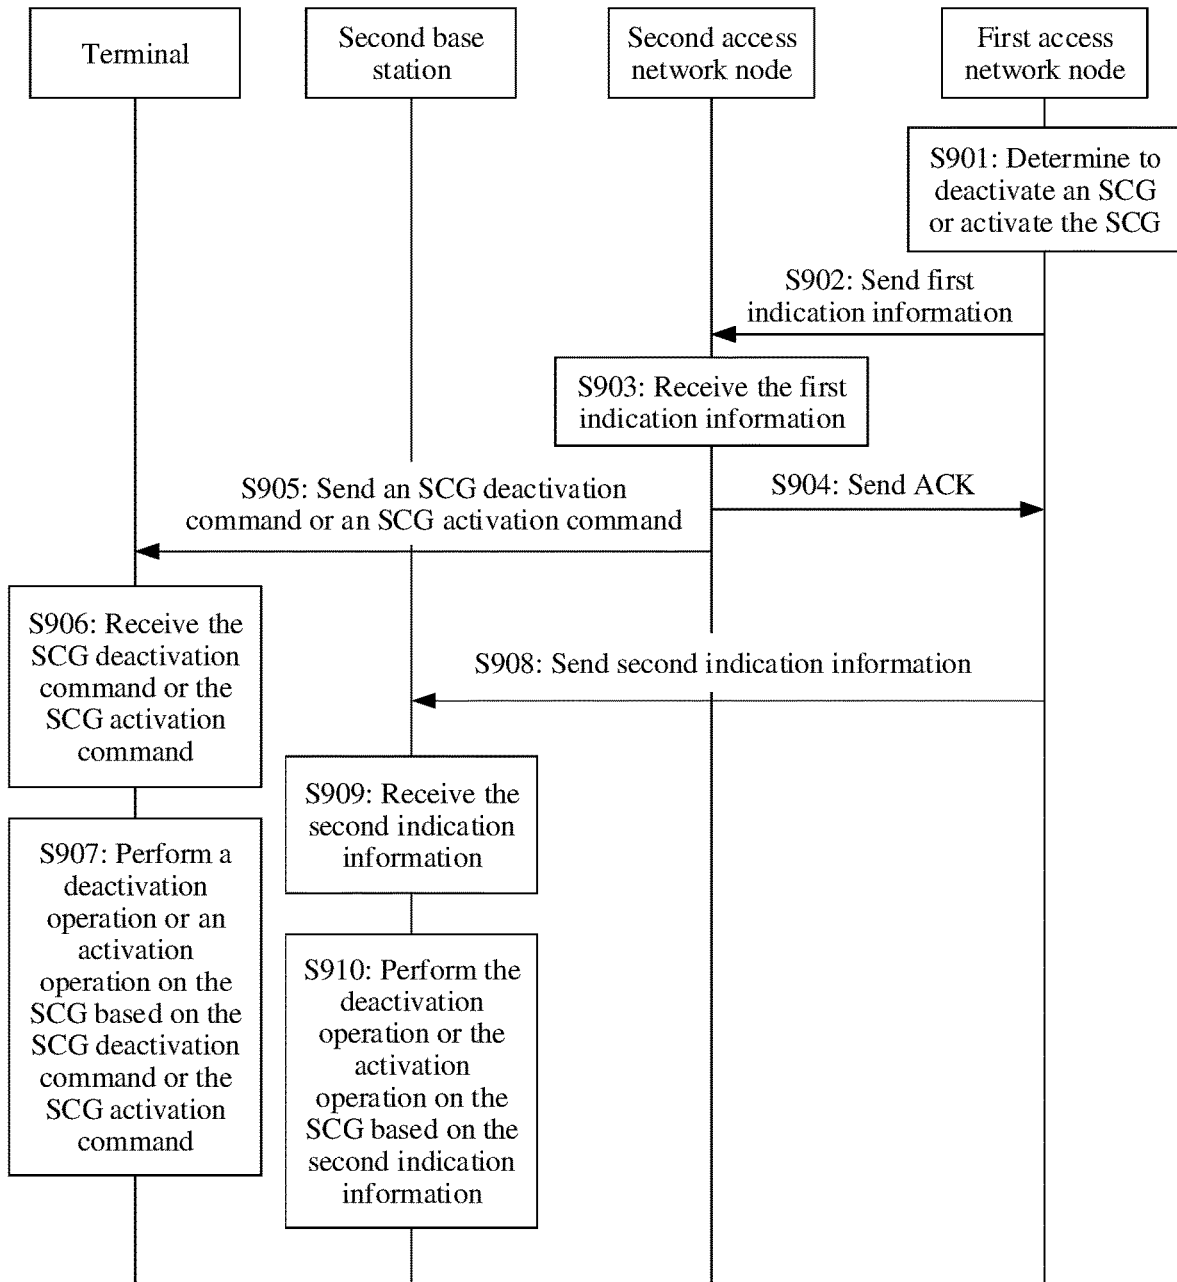 Terminal
Second base
station
Second access
network node
First access
network node
S901: Determine to
deactivate an SCG
or activate the SCG
S902: Send first
indication information
S903: Receive the first
indication information
S904: Send ACK
S905: Send an SCG deactivation
command or an SCG activation command
S906: Receive the
SCG deactivation
command or the
SCG activation
command
S908: Send second indication information
S909: Receive the
second indication
information
S907: Perform a
deactivation
operation or an
activation
operation on the
SCG based on the
SCG deactivation
command or the
SCG activation
command
S910: Perform the
deactivation
operation or the
activation
operation on the
SCG based on the
second indication
information